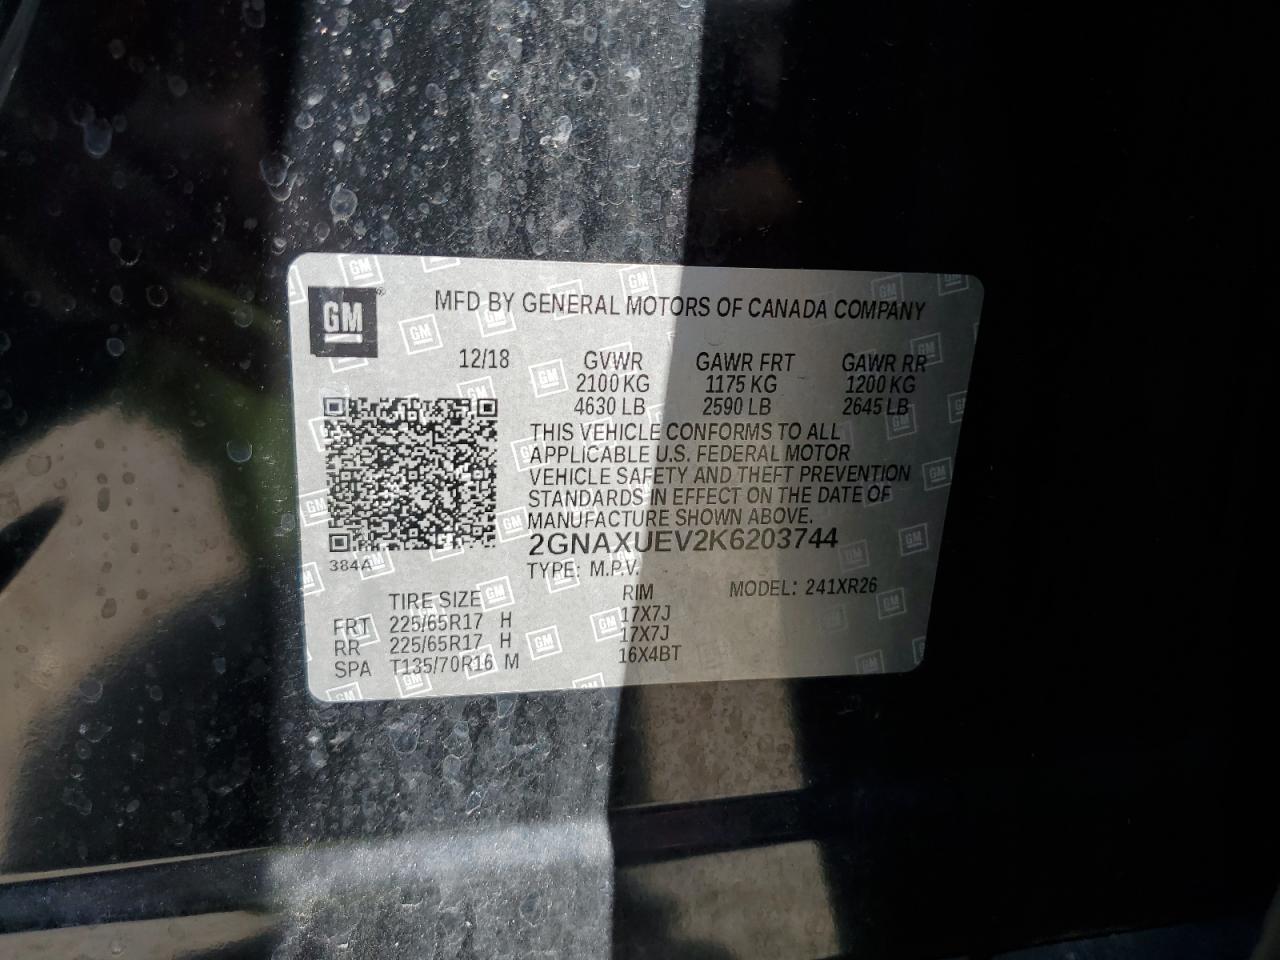 GM
MFD BY GENERAL MOTORS OF CANADA COMPANY
12/18 GVWR GAWR FRT GAWR RR
2100 KG 1175 KG 1200 KG
4630 LB 2590 LB 2645 LB
THIS VEHICLE CONFORMS TO ALL
APPLICABLE U.S. FEDERAL MOTOR
VEHICLE SAFETY AND THEFT PREVENTION
STANDARDS IN EFFECT ON THE DATE OF
MANUFACTURE SHOWN ABOVE.
2GNAXUEV2K6203744
384A
TYPE: M.P.V.
MODEL: 241XR26
TIRE SIZE RIM
FRT 225/65R17 H 17X7J
RR 225/65R17 H 17X7J
SPA T135/70R16 M 16X4BT